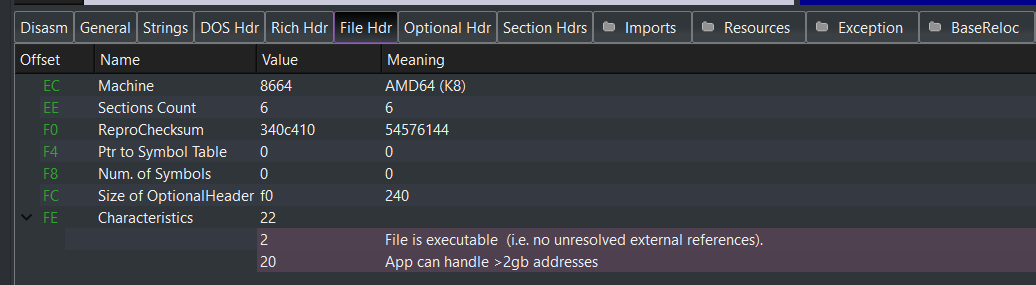 Disasm General Strings DOS Hdr Rich Hdr File Hdr Optional Hdr Section Hdrs Imports Resources Exception BaseReloc
Offset Name Value Meaning
EC Machine 8664 AMD64 (K8)
EE Sections Count 6 6
F0 ReproChecksum 340c410 54576144
F4 Ptr to Symbol Table 0 0
F8 Num. of Symbols 0 0
FC Size of OptionalHeader f0 240
FE Characteristics 22
2 File is executable (i.e. no unresolved external references).
20 App can handle >2gb addresses